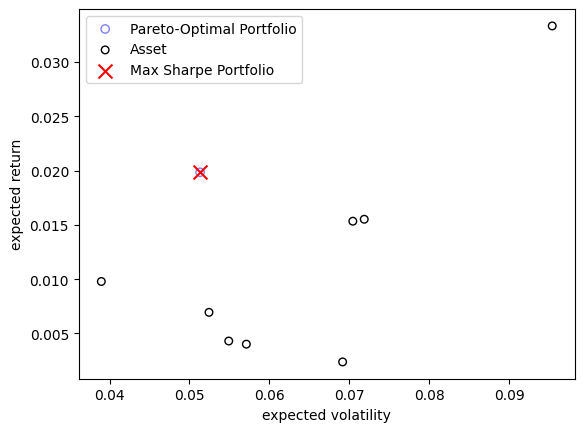 Pareto-Optimal Portfolio
Asset
Max Sharpe Portfolio
expected return
0.030
0.025
0.020
0.015
0.010
0.005
0.04 0.05 0.06 0.07 0.08 0.09
expected volatility